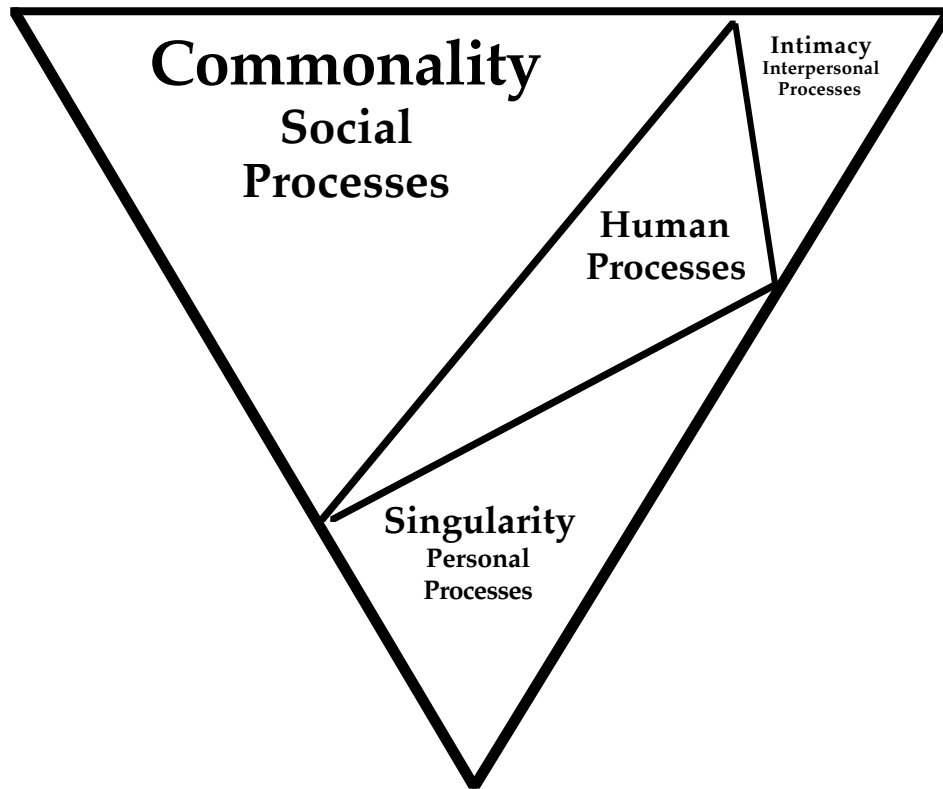 Commonality
Social
Processes
Intimacy
Interpersonal
Processes
Human
Processes
Singularity
Personal
Processes